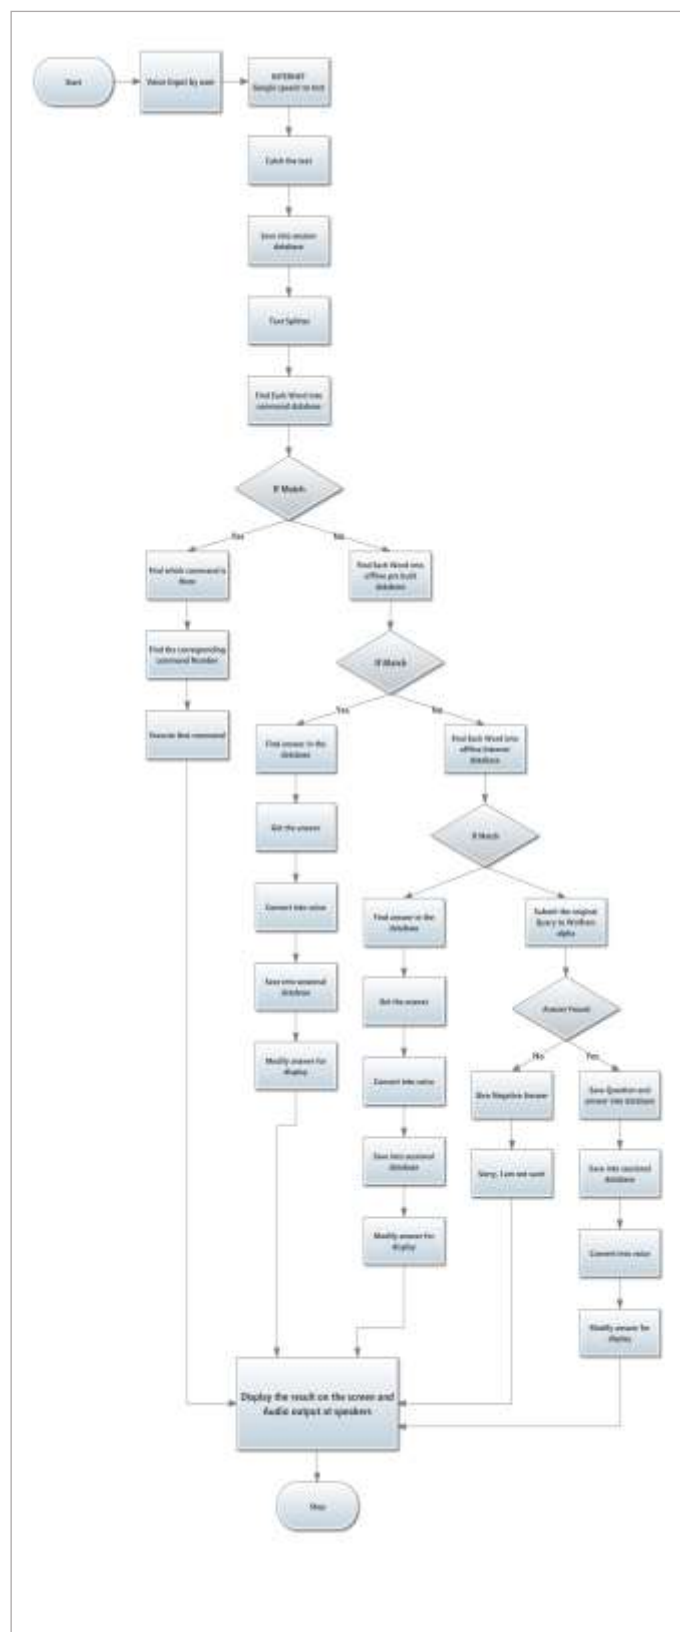 Start
Voice Input by user
INTERNET
Google speech to text
Catch the text
Save into
database
Text Splitter
Find Each Word into
command database
If Match
Yes
No
Find which command is
there
Find Each Word into
offline pre built
database
Find the corresponding
command Number
If Match
Execute that command
Yes
No
Find answer in the
database
Find Each Word into
offline Internet
database
Get the answer
If Match
Convert into voice
Find answer in the
database
Submit the original
Query to Wolfram
alpha
Save into
database
Get the answer
Answer Found
Modify answer for
display
No
Yes
Convert into voice
Give Negative Answer
Save Question and
answer into database
Save into
database
Sorry, I am not sure
Save into
database
Modify answer for
display
Convert into voice
Modify answer for
display
Display the result on the screen and
Audio output at speakers
Stop